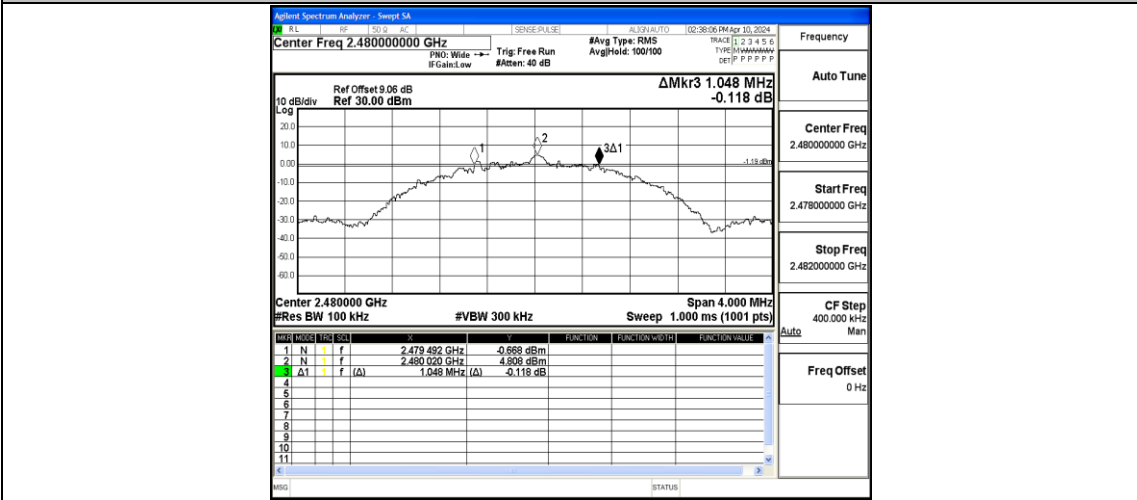 Agilent Spectrum Analyzer - Swept SA
RL RF 50 Ω AC SENSE:PULSE ALIGN AUTO 02:38:06 PM Apr 10, 2024
Center Freq 2.480000000 GHz
PNO: Wide
IFGain:Low
Trig: Free Run
#Atten: 40 dB
#Avg Type: RMS
Avg|Hold: 100/100
TRACE 1 2 3 4 5 6
TYPE M
DET P P P P P P
Ref Offset 9.06 dB
10 dB/div Ref 30.00 dBm
Log
ΔMkr3 1.048 MHz
-0.118 dB
20.0
10.0
0.00
-10.0
-20.0
-30.0
-40.0
-50.0
-60.0
1
2
3Δ1
-1.19 dBm
Center 2.480000 GHz Span 4.000 MHz
#Res BW 100 kHz #VBW 300 kHz Sweep 1.000 ms (1001 pts)
MKR MODE TRC SCL X Y FUNCTION FUNCTION WIDTH FUNCTION VALUE
1 N 1 f 2.479 492 GHz -0.668 dBm
2 N 1 f 2.480 020 GHz 4.808 dBm
3 Δ1 1 f (Δ) 1.048 MHz (Δ) -0.118 dB
4
5
6
7
8
9
10
11
MSG STATUS
Frequency
Auto Tune
Center Freq
2.480000000 GHz
Start Freq
2.478000000 GHz
Stop Freq
2.482000000 GHz
CF Step
400.000 kHz
Auto Man
Freq Offset
0 Hz